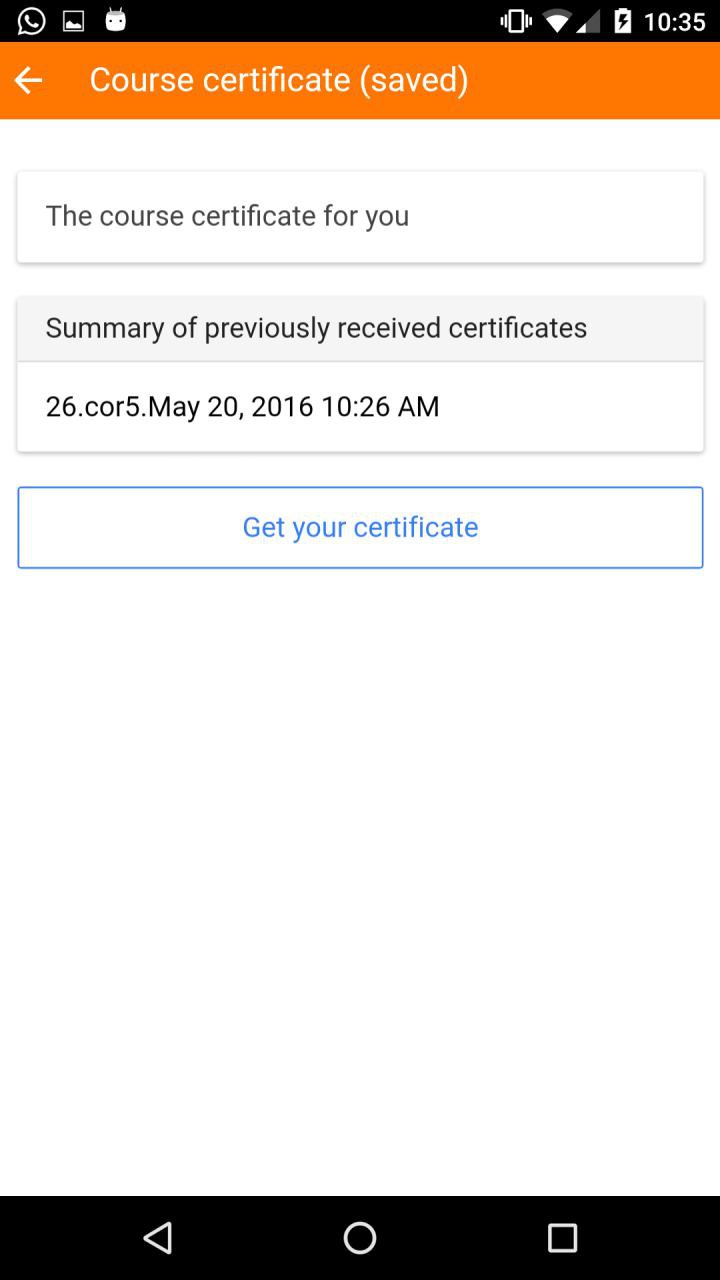 10:35
Course certificate (saved)
The course certificate for you
Summary of previously received certificates
26.cor5.May 20, 2016 10:26 AM
Get your certificate